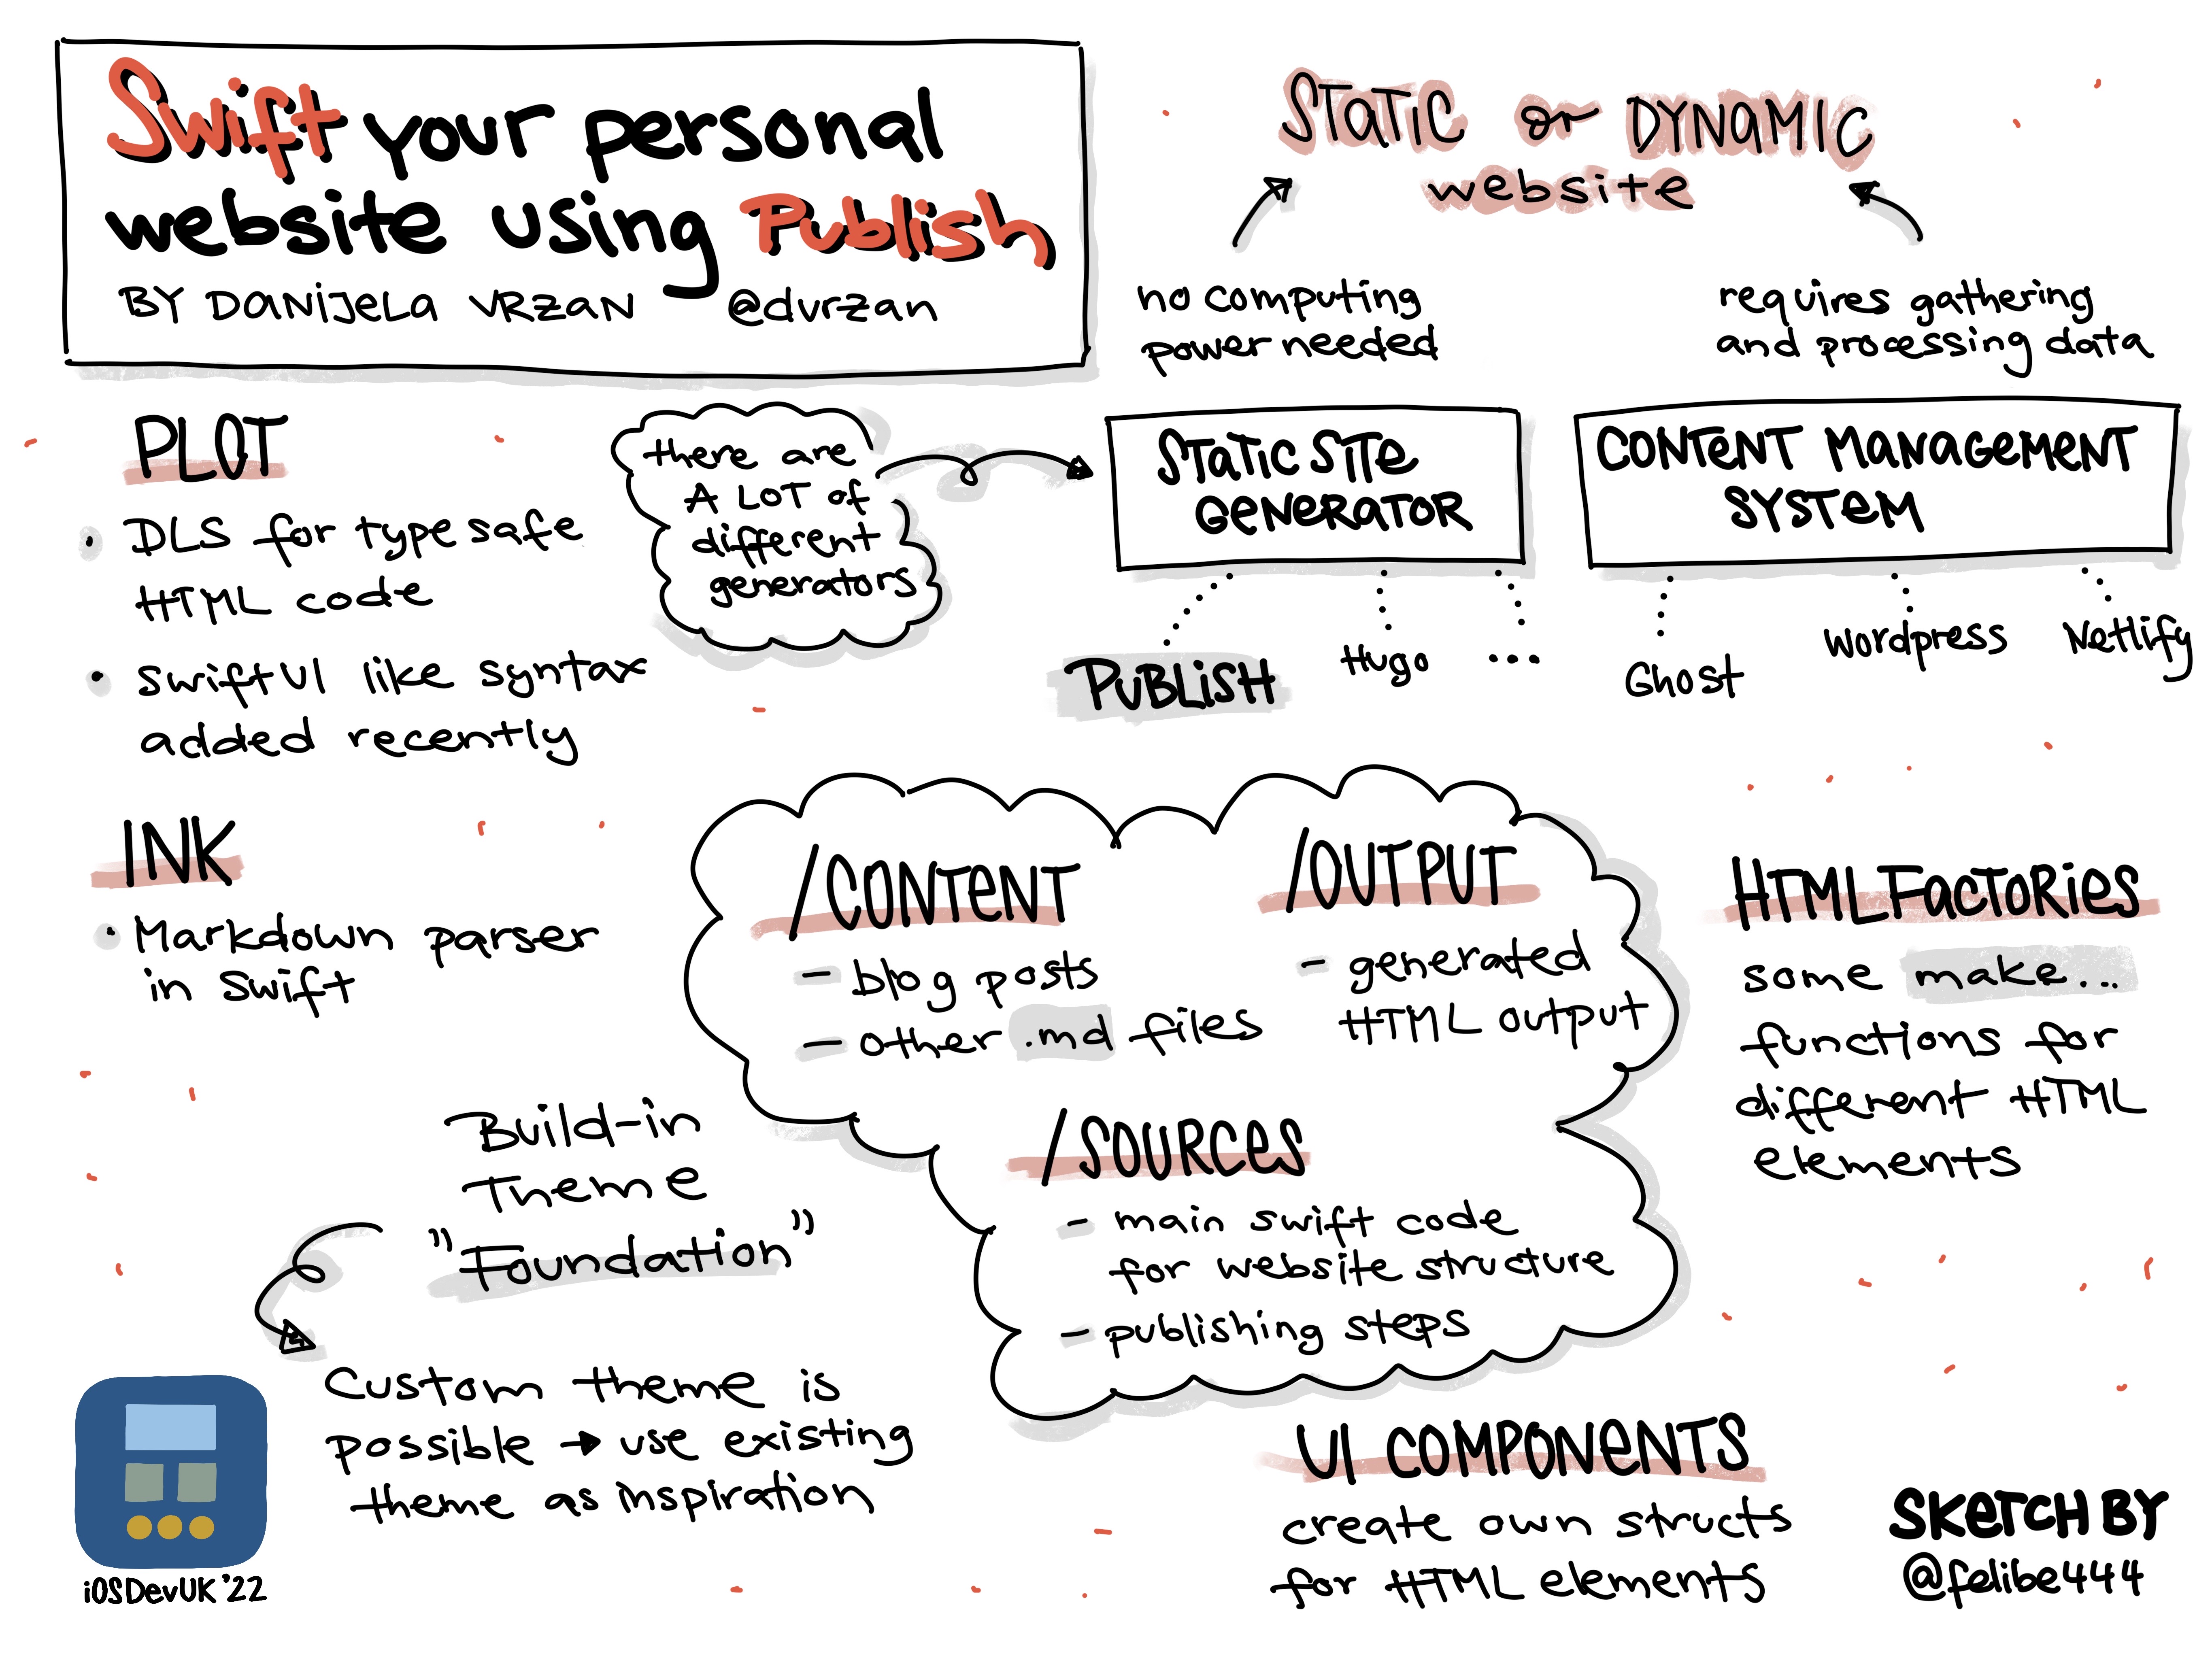 Swift your personal
website using Publish
BY DANIJELA VRZAN @dvrzan
STATIC or DYNAMIC
website
no computing
power needed
requires gathering
and processing data
PLOT
• DLS for type safe
HTML code
• SwiftUI like syntax
added recently
there are
A LOT of
different
generators
STATIC SITE
GENERATOR
PUBLISH
Hugo
...
CONTENT MANAGEMENT
SYSTEM
Ghost
Wordpress
Netlify
INK
• Markdown parser
in Swift
/CONTENT
- blog posts
- other .md files
/OUTPUT
- generated
HTML output
/SOURCES
- main swift code
for website structure
- publishing steps
HTML FACTORIES
some make...
functions for
different HTML
elements
Build-in
Theme
"Foundation"
Custom theme is
possible → use existing
theme as inspiration
UI COMPONENTS
create own structs
for HTML elements
iOSDevUK '22
SKETCH BY
@felibe444